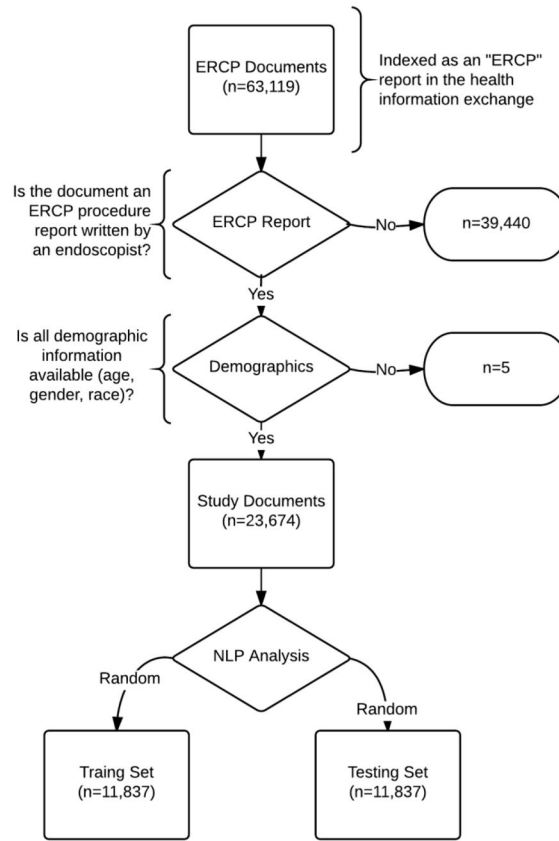 ERCP Documents
(n=63,119)
Indexed as an "ERCP"
report in the health
information exchange
Is the document an
ERCP procedure
report written by
an endoscopist?
ERCP Report
No
n=39,440
Yes
Is all demographic
information
available (age,
gender, race)?
Demographics
No
n=5
Yes
Study Documents
(n=23,674)
NLP Analysis
Random
Random
Traing Set
(n=11,837)
Testing Set
(n=11,837)